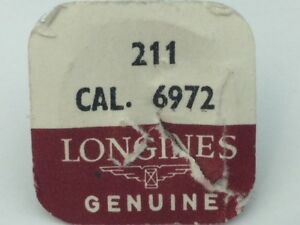 211
CAL. 6972
LONGINES
GENUINE